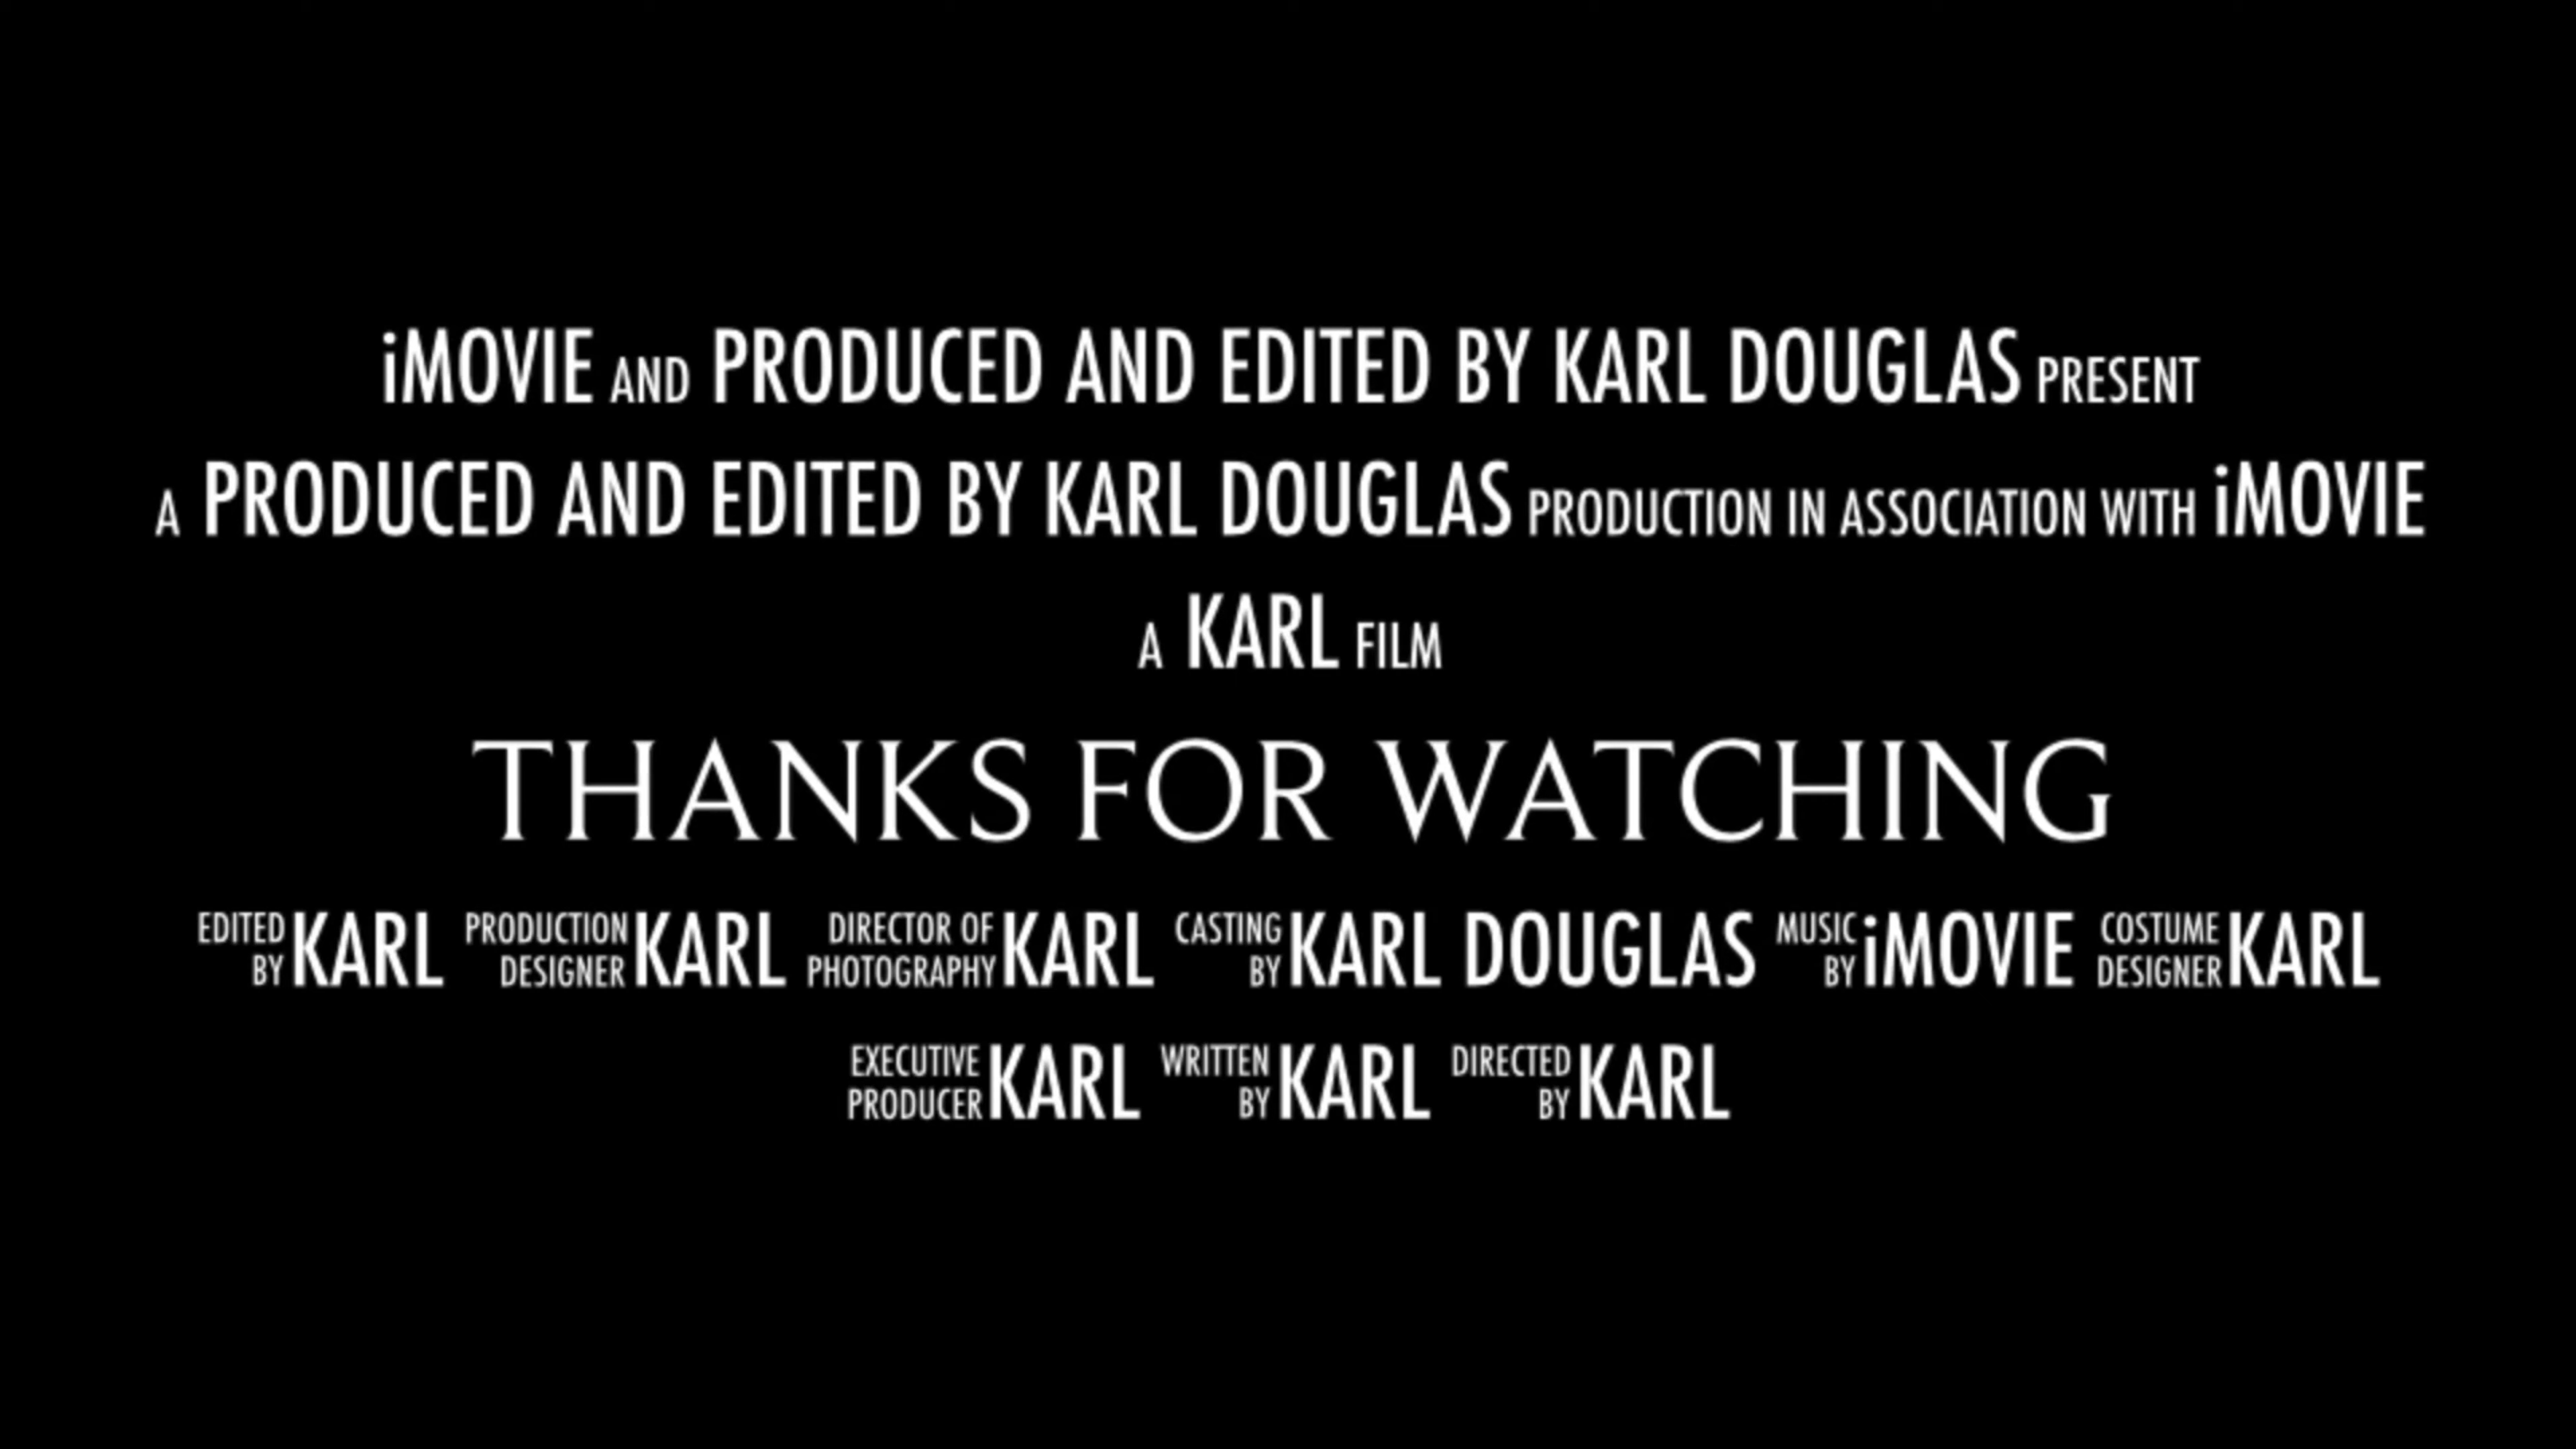 iMOVIE AND PRODUCED AND EDITED BY KARL DOUGLAS PRESENT
A PRODUCED AND EDITED BY KARL DOUGLAS PRODUCTION IN ASSOCIATION WITH iMOVIE
A KARL FILM
THANKS FOR WATCHING
EDITED BY KARL PRODUCTION DESIGNER KARL DIRECTOR OF PHOTOGRAPHY KARL CASTING BY KARL DOUGLAS MUSIC BY iMOVIE COSTUME DESIGNER KARL
EXECUTIVE PRODUCER KARL WRITTEN BY KARL DIRECTED BY KARL